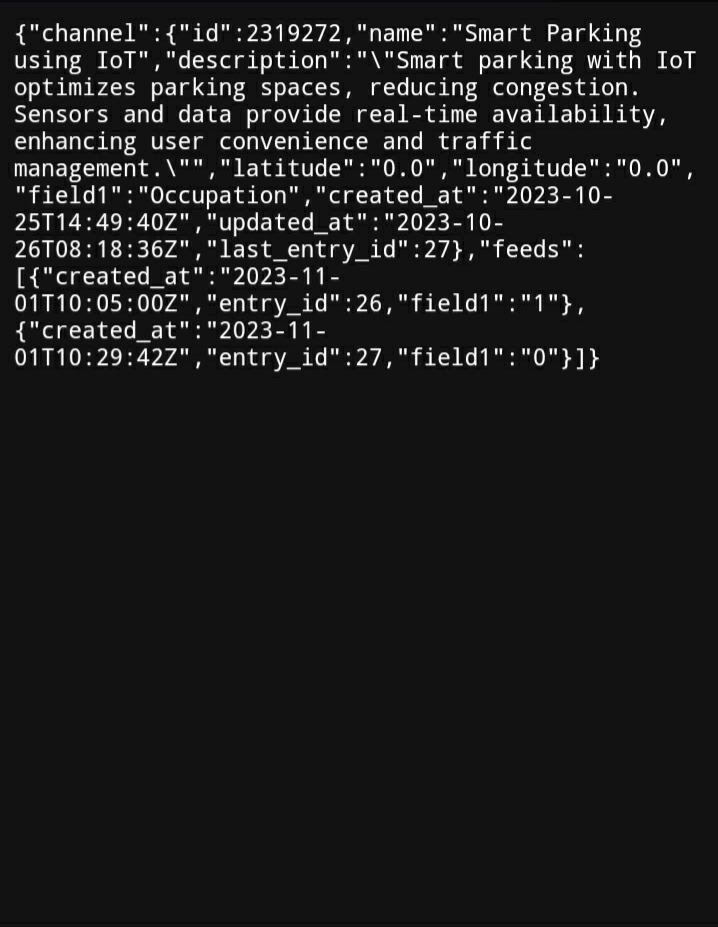 {"channel":{"id":2319272,"name":"Smart Parking
using IoT","description":"\"Smart parking with IoT
optimizes parking spaces, reducing congestion.
Sensors and data provide real-time availability,
enhancing user convenience and traffic
management.\"","latitude":"0.0","longitude":"0.0",
"field1":"Occupation","created_at":"2023-10-
25T14:49:40Z","updated_at":"2023-10-
26T08:18:36Z","last_entry_id":27},"feeds":
[{"created_at":"2023-11-
01T10:05:00Z","entry_id":26,"field1":"1"},
{"created_at":"2023-11-
01T10:29:42Z","entry_id":27,"field1":"0"}]}